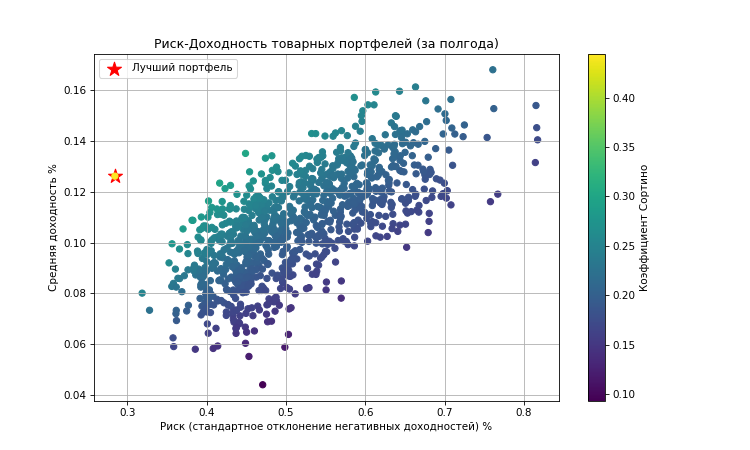 Риск-Доходность товарных портфелей (за полгода)
Лучший портфель
Средняя доходность %
0.16
0.14
0.12
0.10
0.08
0.06
0.04
0.3 0.4 0.5 0.6 0.7 0.8
Риск (стандартное отклонение негативных доходностей) %
0.40
0.35
0.30
0.25
0.20
0.15
0.10
Коэффициент Сортино